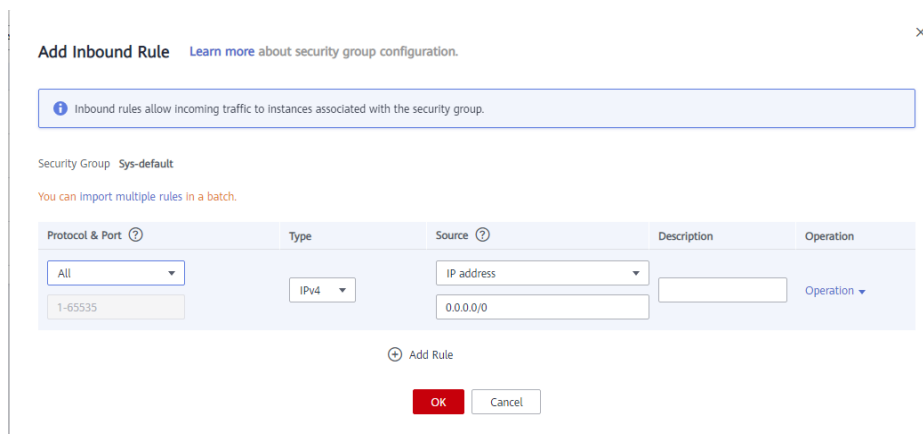 Add Inbound Rule Learn more about security group configuration.
Inbound rules allow incoming traffic to instances associated with the security group.
Security Group Sys-default
You can import multiple rules in a batch.
Protocol & Port Type Source Description Operation
All IPv4 IP address Operation
1-65535 0.0.0.0/0
Add Rule
OK Cancel